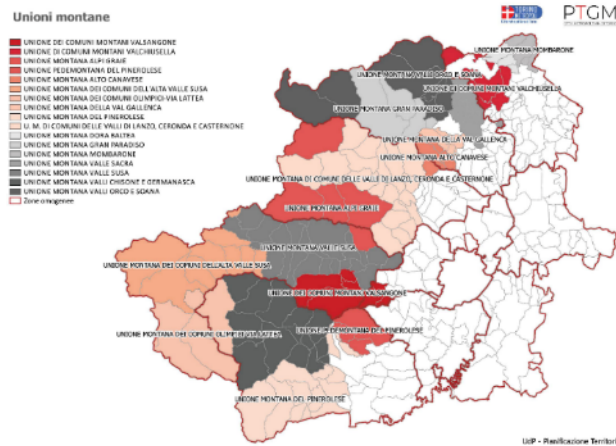 Unioni montane
TORINO
PTGM
UNIONE DEI COMUNI MONTANI VALSANGONE
UNIONE DI COMUNI MONTANI VALCHIUSELLA
UNIONE MONTANA ALPI GRAIE
UNIONE PEDEMONTANA DEL PINEROLESE
UNIONE MONTANA ALTO CANAVESE
UNIONE MONTANA DEI COMUNI DELL'ALTA VALLE SUSA
UNIONE MONTANA DEI COMUNI OLIMPICI-VIA LATTEA
UNIONE MONTANA DELLA VAL GALLENCA
UNIONE MONTANA DEL PINEROLESE
U. M. DI COMUNI DELLE VALLI DI LANZO, CERONDA E CASTERNONE
UNIONE MONTANA DORA BALTEA
UNIONE MONTANA GRAN PARADISO
UNIONE MONTANA MOMBARONE
UNIONE MONTANA VALLE SACRA
UNIONE MONTANA VALLE SUSA
UNIONE MONTANA VALLI CHISONE E GERMANASCA
UNIONE MONTANA VALLI ORCO E SOANA
Zone omogenee
UNIONE MONTANA MOMBARONE
UNIONE MONTANA VALLI ORCO E SOANA
UNIONE DI COMUNI MONTANI VALCHIUSELLA
UNIONE MONTANA GRAN PARADISO
UNIONE MONTANA DELLA VAL GALLENCA
UNIONE MONTANA ALTO CANAVESE
UNIONE MONTANA DI COMUNI DELLE VALLI DI LANZO, CERONDA E CASTERNONE
UNIONE MONTANA ALPI GRAIE
UNIONE MONTANA VALLE SUSA
UNIONE MONTANA DEI COMUNI DELL'ALTA VALLE SUSA
UNIONE DEI COMUNI MONTANI VALSANGONE
UNIONE MONTANA DEI COMUNI OLIMPICI VIA LATTEA
UNIONE PEDEMONTANA DEL PINEROLESE
UNIONE MONTANA DEL PINEROLESE
UdP - Pianificazione Territori